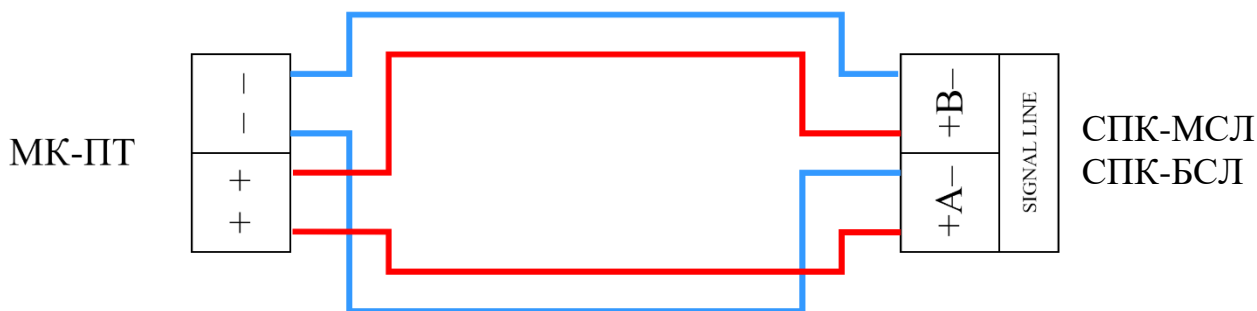 МК-ПТ
– –
+ +
+B–
+A–
SIGNAL LINE
СПК-МСЛ
СПК-БСЛ